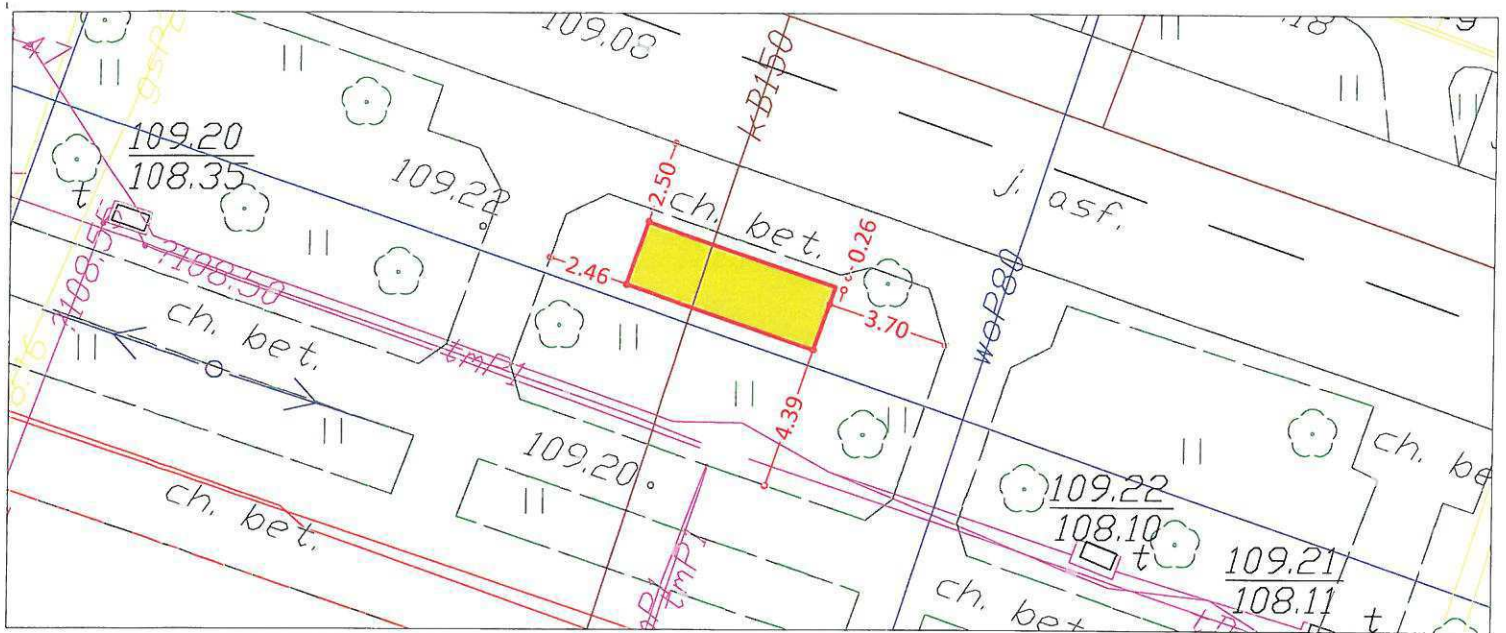 109.08
kB150
gsP
109.20
108.35
t
109.22
2.50
ch. bet.
0.26
j. asf.
2.46
3.70
woP80
?108.50
ch. bet.
tmP1
4.39
109.20
ch. bet.
ch. be
109.22
108.10
t
109.21
108.11
t
tmP1
ch. bet.